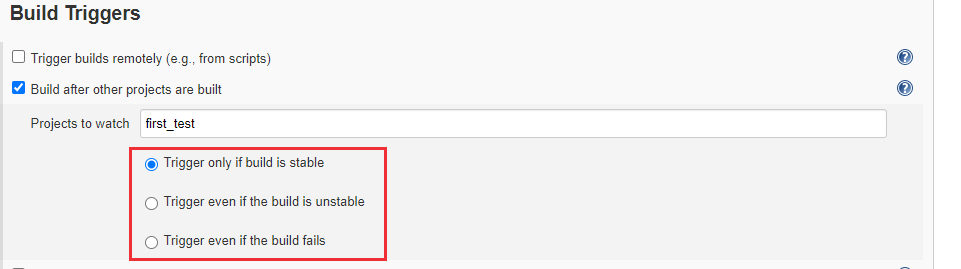 Build Triggers
Trigger builds remotely (e.g., from scripts)
Build after other projects are built
Projects to watch first_test
Trigger only if build is stable
Trigger even if the build is unstable
Trigger even if the build fails